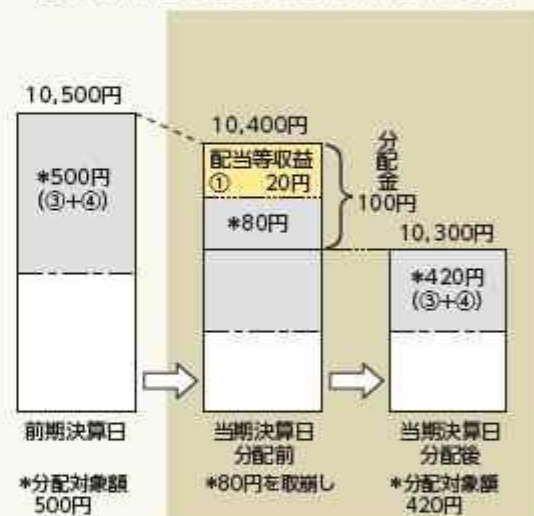 10,500円
*500円
(③+④)
前期決算日
*分配対象額
500円
10,400円
配当等収益
① 20円
*80円
分配金
100円
当期決算日
分配前
*80円を取崩し
10,300円
*420円
(③+④)
当期決算日
分配後
*分配対象額
420円